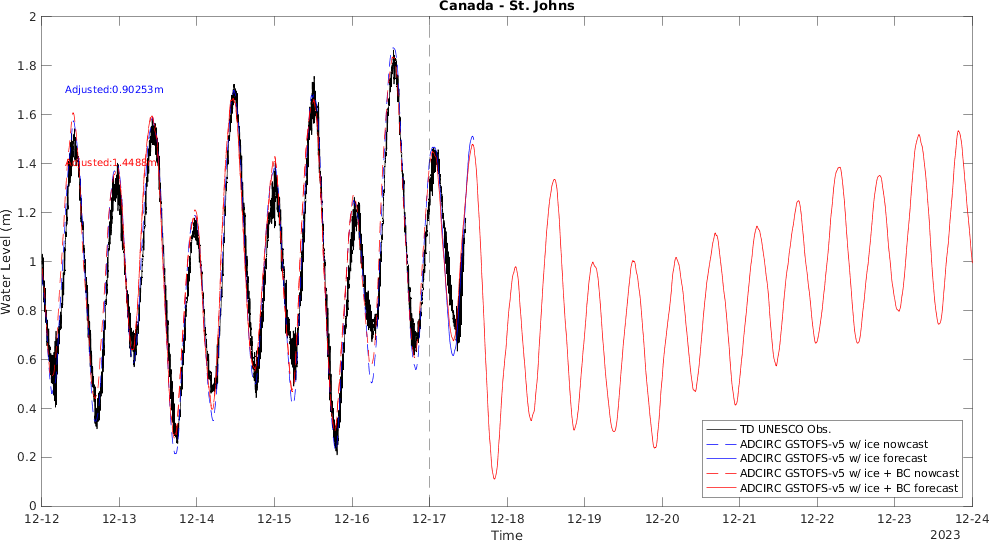 Canada - St. Johns
2
1.8
1.6
1.4
1.2
1
0.8
0.6
0.4
0.2
0
Water Level (m)
Adjusted:0.90253m
Adjusted:1.4488m
TD UNESCO Obs.
ADCIRC GSTOFS-v5 w/ ice nowcast
ADCIRC GSTOFS-v5 w/ ice forecast
ADCIRC GSTOFS-v5 w/ ice + BC nowcast
ADCIRC GSTOFS-v5 w/ ice + BC forecast
12-12 12-13 12-14 12-15 12-16 12-17 12-18 12-19 12-20 12-21 12-22 12-23 12-24
Time
2023